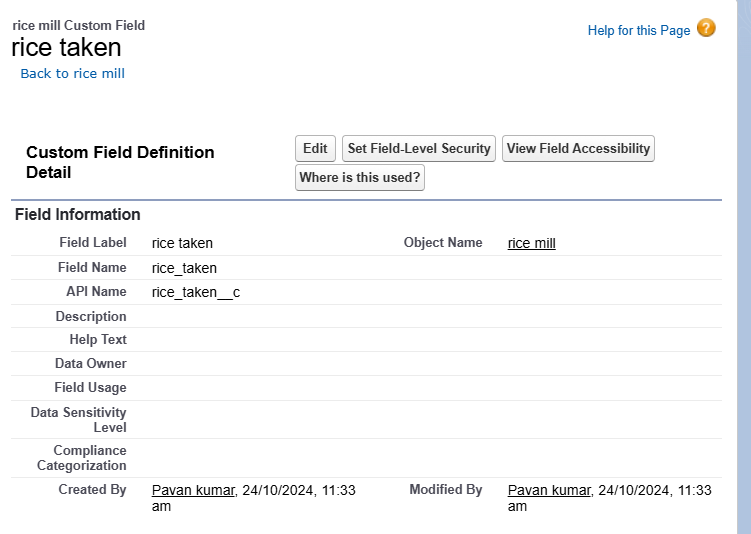 rice mill Custom Field
rice taken
Help for this Page ?
Back to rice mill
Custom Field Definition
Detail
Edit Set Field-Level Security View Field Accessibility
Where is this used?
Field Information
Field Label rice taken Object Name rice mill
Field Name rice_taken
API Name rice_taken__c
Description
Help Text
Data Owner
Field Usage
Data Sensitivity
Level
Compliance
Categorization
Created By Pavan kumar, 24/10/2024, 11:33 Modified By Pavan kumar, 24/10/2024, 11:33
am am